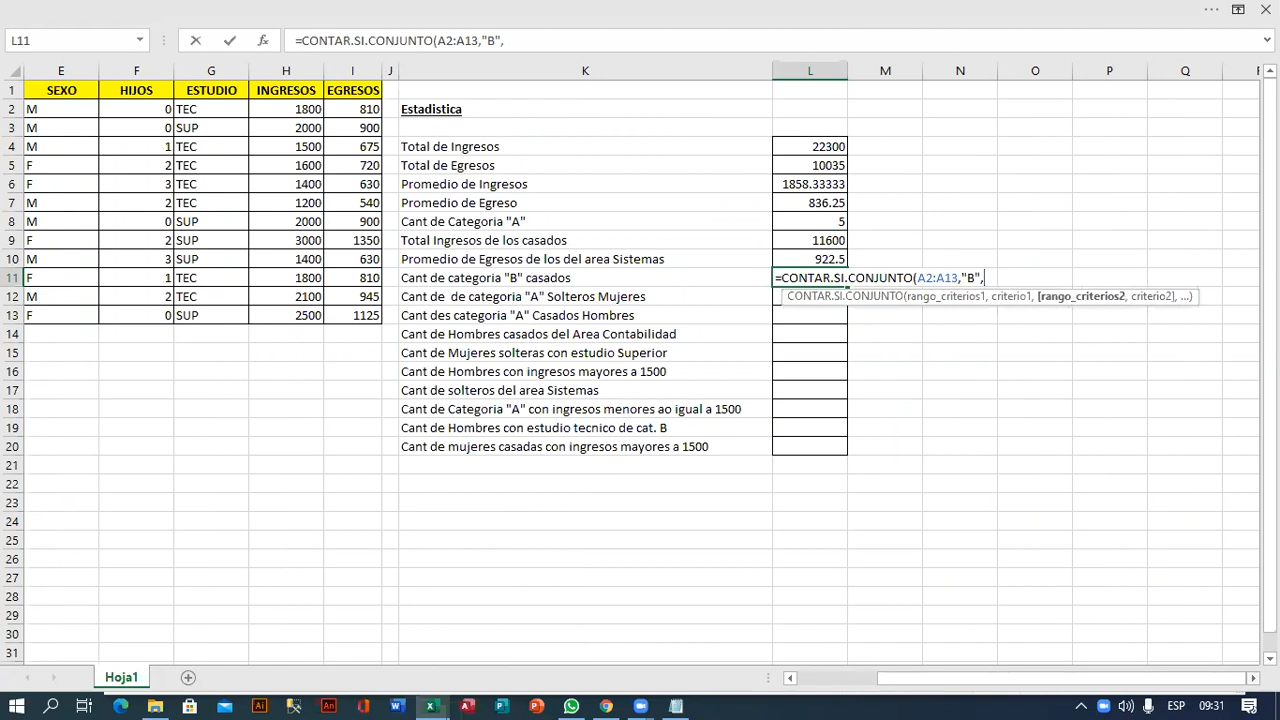 L11 =CONTAR.SI.CONJUNTO(A2:A13,"B",
E F G H I J K L M N O P Q
1 SEXO HIJOS ESTUDIO INGRESOS EGRESOS
2 M 0 TEC 1800 810 Estadistica
3 M 0 SUP 2000 900
4 M 1 TEC 1500 675 Total de Ingresos 22300
5 F 2 TEC 1600 720 Total de Egresos 10035
6 F 3 TEC 1400 630 Promedio de Ingresos 1858.33333
7 M 2 TEC 1200 540 Promedio de Egreso 836.25
8 M 0 SUP 2000 900 Cant de Categoria "A" 5
9 F 2 SUP 3000 1350 Total Ingresos de los casados 11600
10 M 3 SUP 1400 630 Promedio de Egresos de los del area Sistemas 922.5
11 F 1 TEC 1800 810 Cant de categoria "B" casados =CONTAR.SI.CONJUNTO(A2:A13,"B",
12 M 2 TEC 2100 945 Cant de  de categoria "A" Solteros Mujeres CONTAR.SI.CONJUNTO(rango_criterios1, criterio1, [rango_criterios2, criterio2], ...)
13 F 0 SUP 2500 1125 Cant des categoria "A" Casados Hombres
14 Cant de Hombres casados del Area Contabilidad
15 Cant de Mujeres solteras con estudio Superior
16 Cant de Hombres con ingresos mayores a 1500
17 Cant de solteros del area Sistemas
18 Cant de Categoria "A" con ingresos menores ao igual a 1500
19 Cant de Hombres con estudio tecnico de cat. B
20 Cant de mujeres casadas con ingresos mayores a 1500
21
22
23
24
25
26
27
28
29
30
31
Hoja1
ESP 09:31